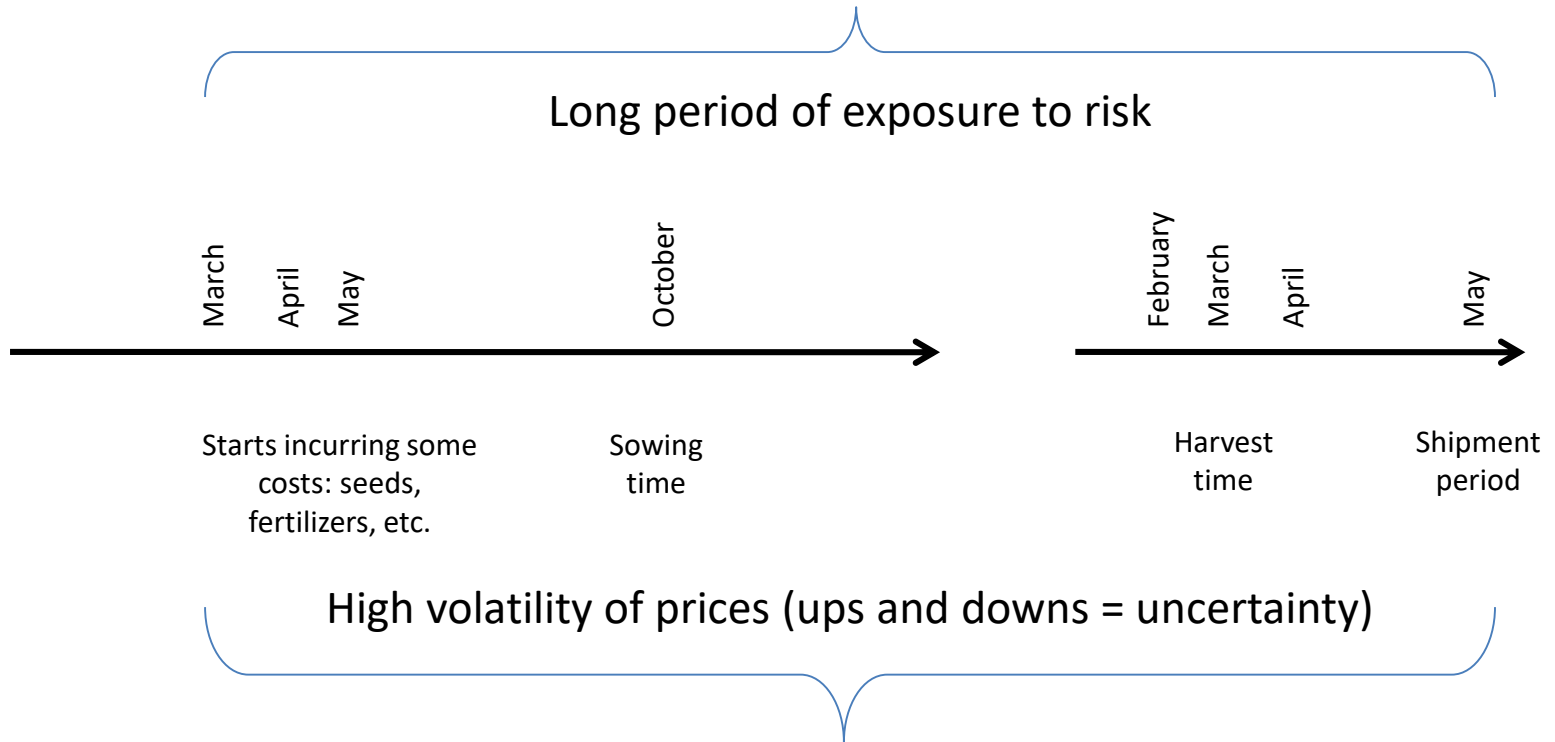 Long period of exposure to risk
March
April
May
October
February
March
April
May
Starts incurring some
costs: seeds,
fertilizers, etc.
Sowing
time
Harvest
time
Shipment
period
High volatility of prices (ups and downs = uncertainty)